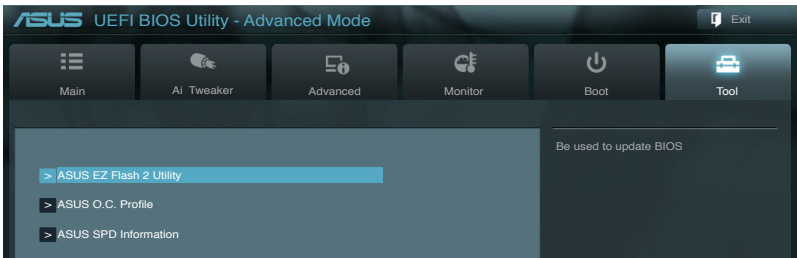 ASUS UEFI BIOS Utility - Advanced Mode Exit
Main Ai Tweaker Advanced Monitor Boot Tool
Be used to update BIOS
> ASUS EZ Flash 2 Utility
> ASUS O.C. Profile
> ASUS SPD Information